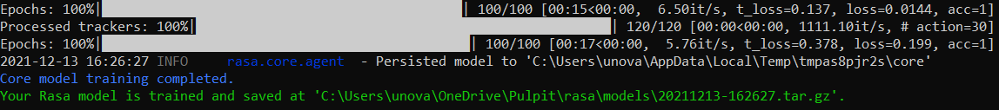 Epochs: 100%| | 100/100 [00:15<00:00, 6.50it/s, t_loss=0.137, loss=0.0144, acc=1]
Processed trackers: 100%| | 120/120 [00:00<00:00, 1111.10it/s, # action=30]
Epochs: 100%| | 100/100 [00:17<00:00, 5.76it/s, t_loss=0.378, loss=0.199, acc=1]
2021-12-13 16:26:27 INFO rasa.core.agent - Persisted model to 'C:\Users\unova\AppData\Local\Temp\tmpas8pjr2s\core'
Core model training completed.
Your Rasa model is trained and saved at 'C:\Users\unova\OneDrive\Pulpit\rasa\models\20211213-162627.tar.gz'.